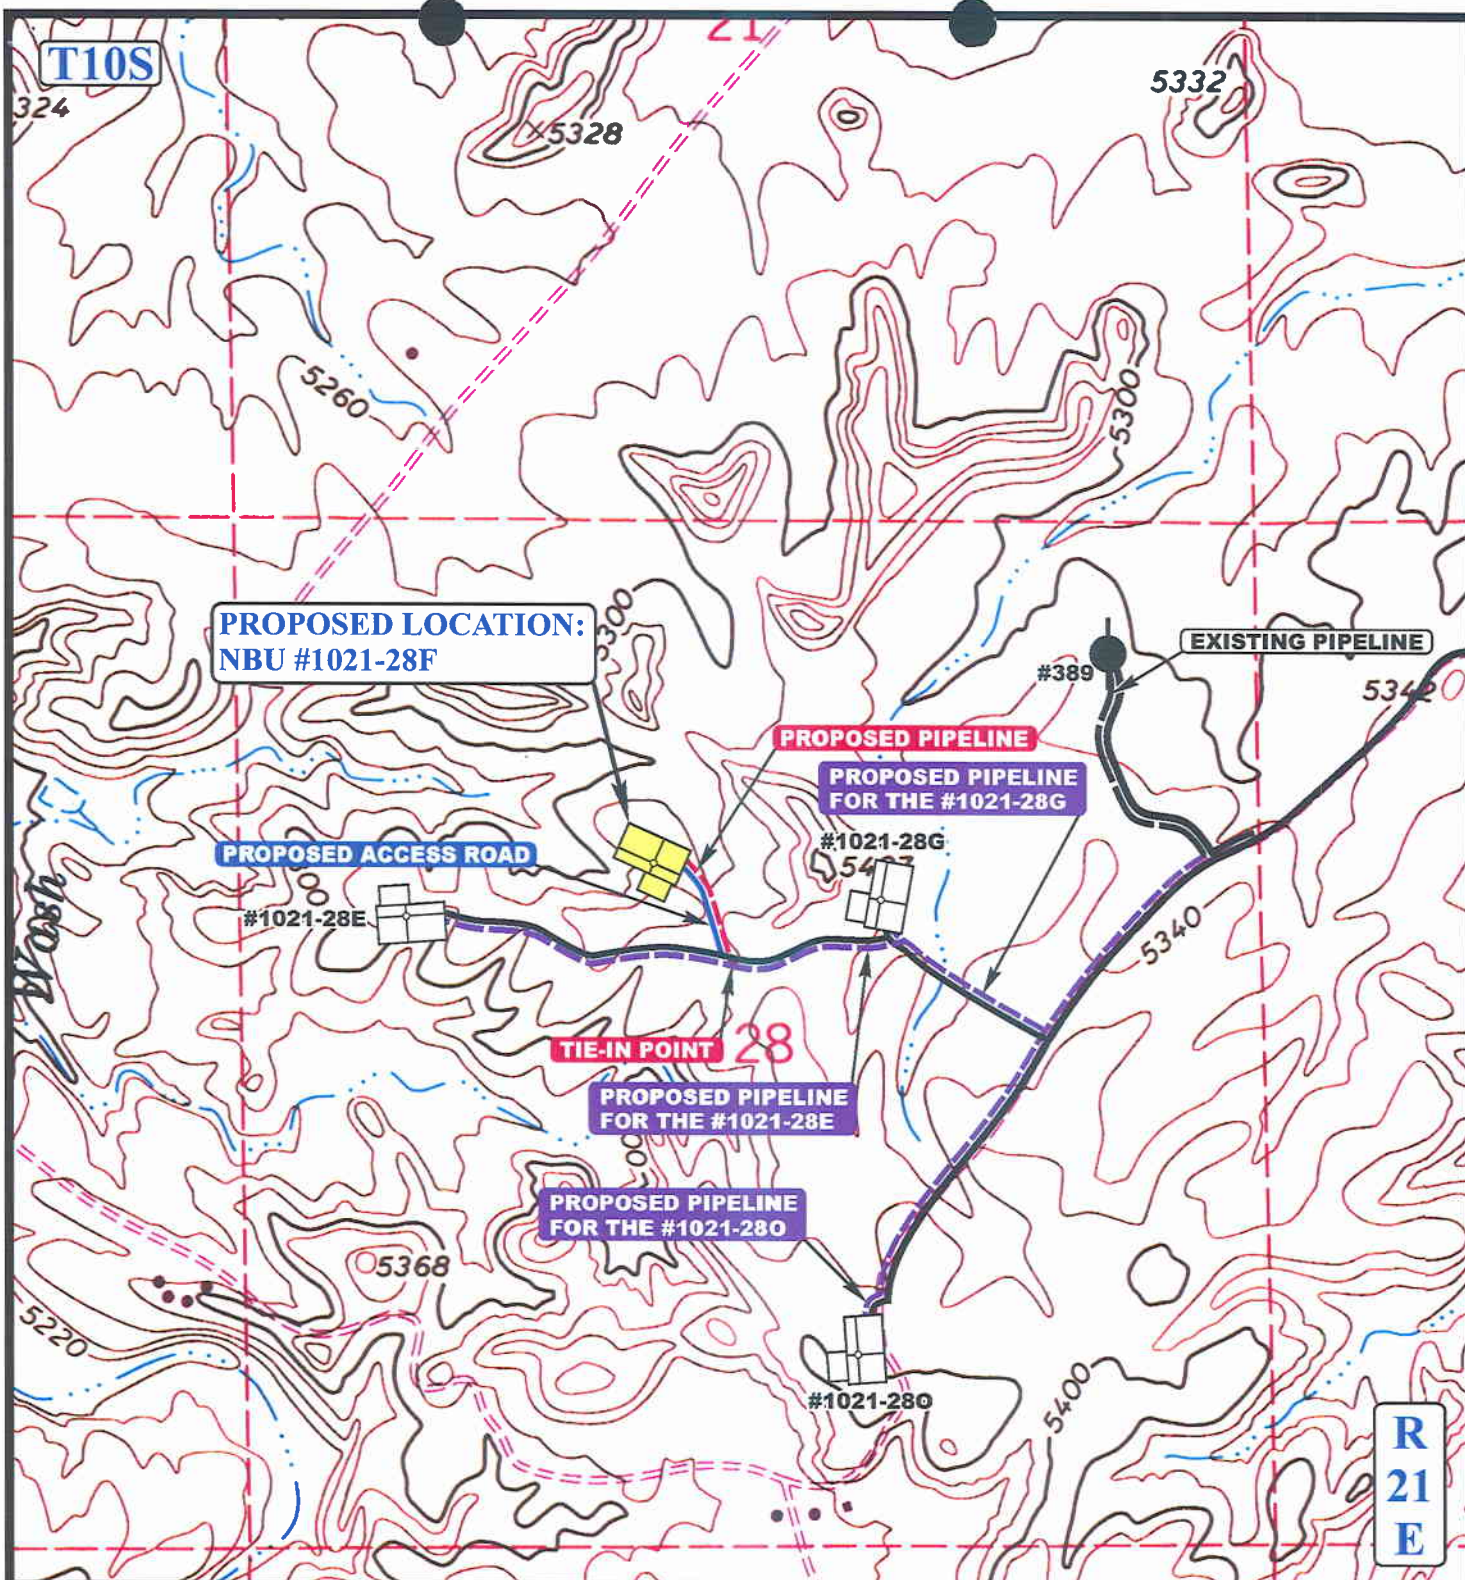 21
T10S
5332
324
5328
5260
5300
PROPOSED LOCATION:
NBU #1021-28F
5300
EXISTING PIPELINE
#389
5342
PROPOSED PIPELINE
PROPOSED PIPELINE
FOR THE #1021-28G
#1021-28G
PROPOSED ACCESS ROAD
#1021-28E
Wash
5340
TIE-IN POINT
28
PROPOSED PIPELINE
FOR THE #1021-28E
00
PROPOSED PIPELINE
FOR THE #1021-28O
5368
5220
#1021-28O
5400
R
21
E